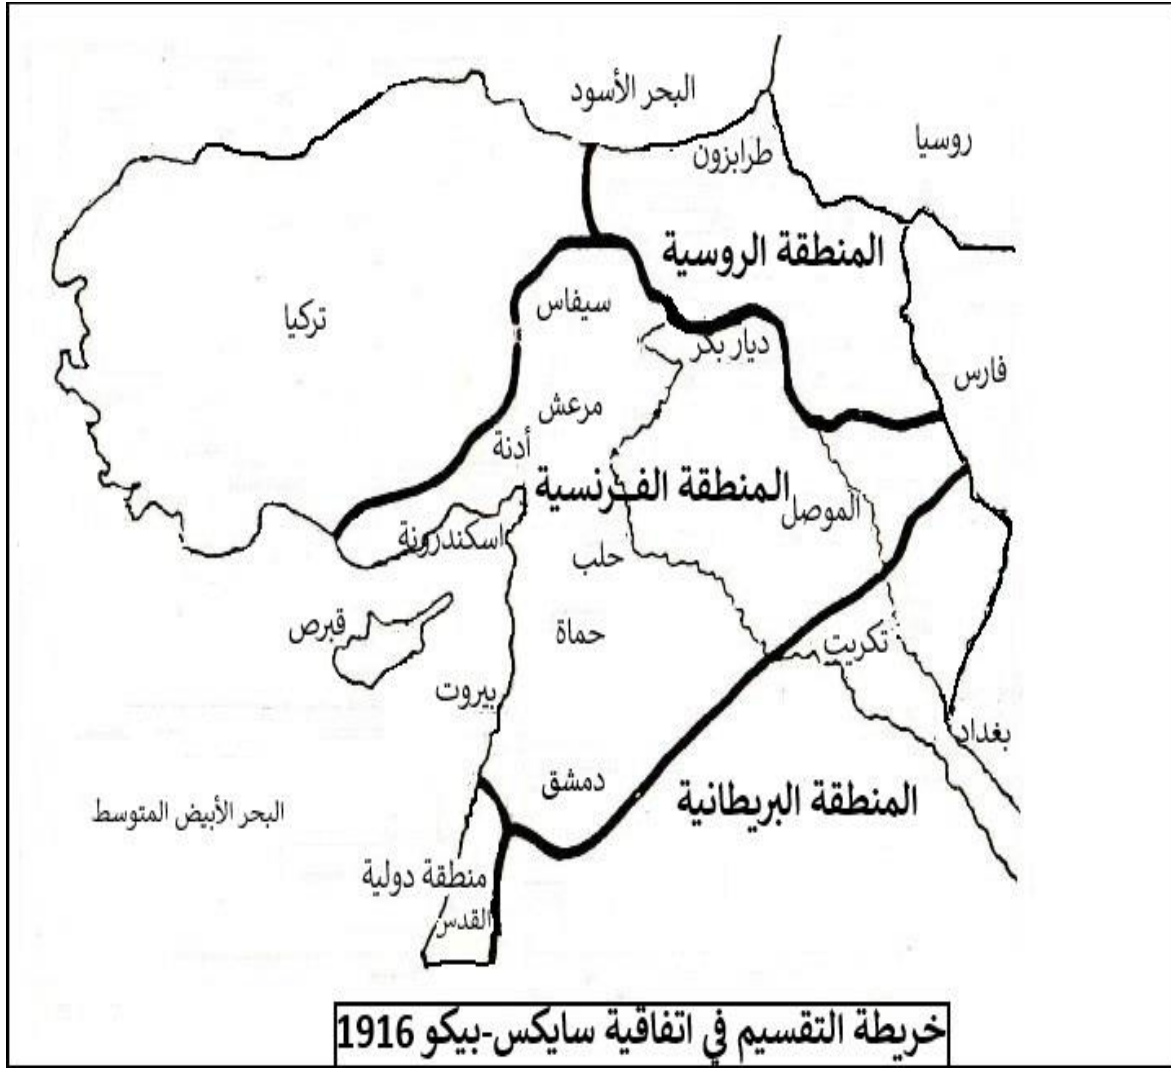 البحر الأسود
روسيا
طرابزون
المنطقة الروسية
سيفاس
تركيا
ديار بكر
فارس
مرعش
أدنة
المنطقة الفرنسية
الموصل
اسكندرونة
حلب
قبرص
حماة
تكريت
بيروت
بغداد
دمشق
المنطقة البريطانية
البحر الأبيض المتوسط
منطقة دولية
القدس
خريطة التقسيم في اتفاقية سايكس-بيكو 1916